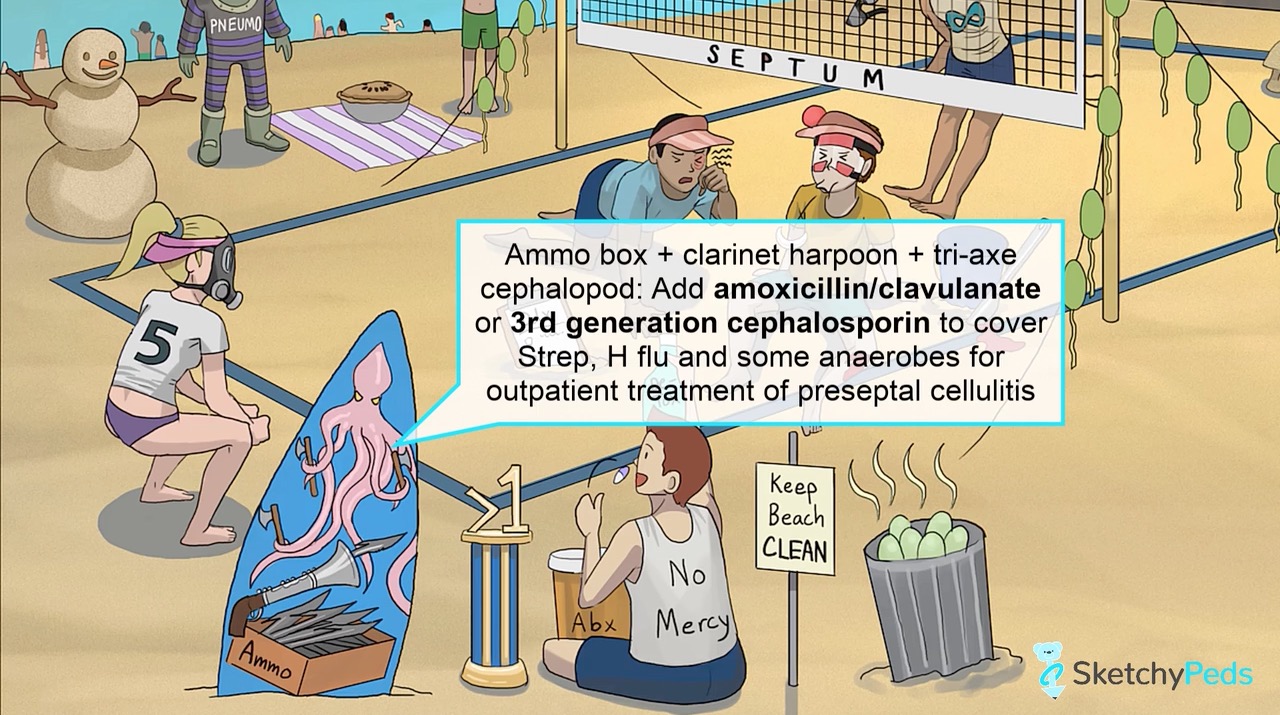 PNEUMO
SEPTUM
Ammo box + clarinet harpoon + tri-axe
cephalopod: Add amoxicillin/clavulanate
or 3rd generation cephalosporin to cover
Strep, H flu and some anaerobes for
outpatient treatment of preseptal cellulitis
5
>1
Keep
Beach
CLEAN
No
Mercy
Abx
Ammo
SketchyPeds